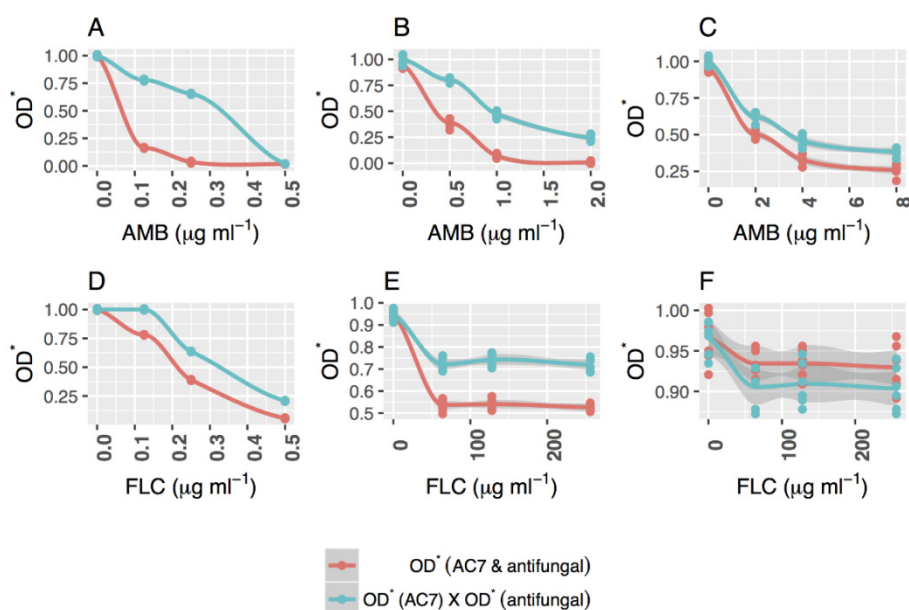 A B C
1.00 1.00 1.00
0.75 0.75 0.75
0.50 0.50 0.50
0.25 0.25 0.25
0.00 0.00
OD* OD* OD*
0.0 0.1 0.2 0.3 0.4 0.5 0.0 0.5 1.0 1.5 2.0 0 2 4 6 8
AMB (μg ml⁻¹) AMB (μg ml⁻¹) AMB (μg ml⁻¹)
D E F
1.00 1.0 1.00
0.75 0.9 0.95
0.50 0.8 0.90
0.25 0.7
0.6
0.5
OD* OD* OD*
0.0 0.1 0.2 0.3 0.4 0.5 0 100 200 0 100 200
FLC (μg ml⁻¹) FLC (μg ml⁻¹) FLC (μg ml⁻¹)
OD* (AC7 & antifungal)
OD* (AC7) X OD* (antifungal)